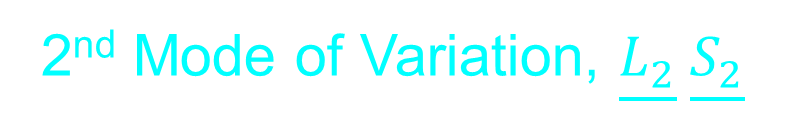 2nd Mode of Variation, L2 S2